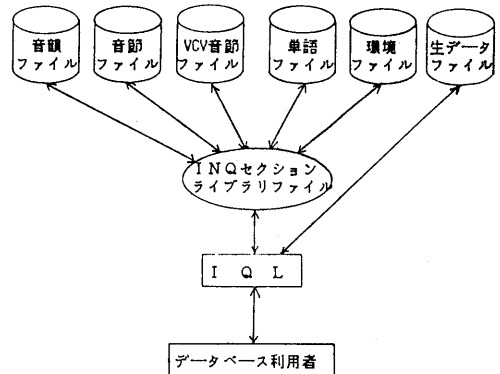 音韻
ファイル
音節
ファイル
VCV音節
ファイル
単語
ファイル
環境
ファイル
生データ
ファイル
INQセクション
ライブラリファイル
I Q L
データベース利用者